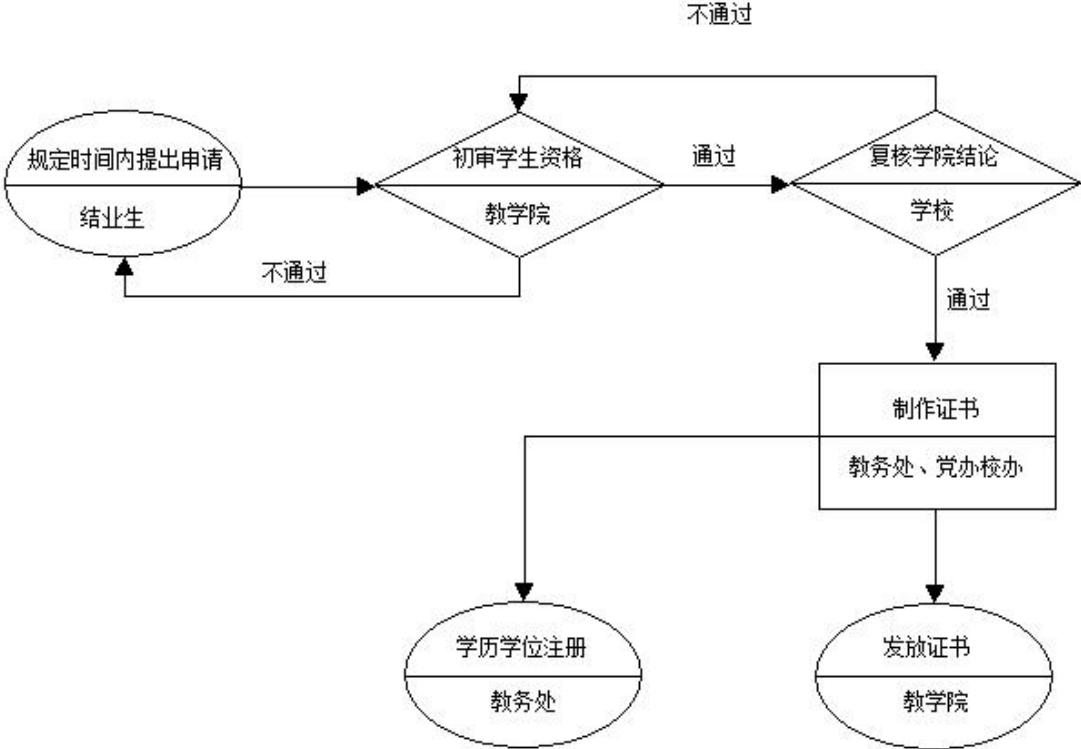 不通过
规定时间内提出申请
结业生
初审学生资格
教学院
通过
复核学院结论
学校
不通过
通过
制作证书
教务处、党办校办
学历学位注册
教务处
发放证书
教学院